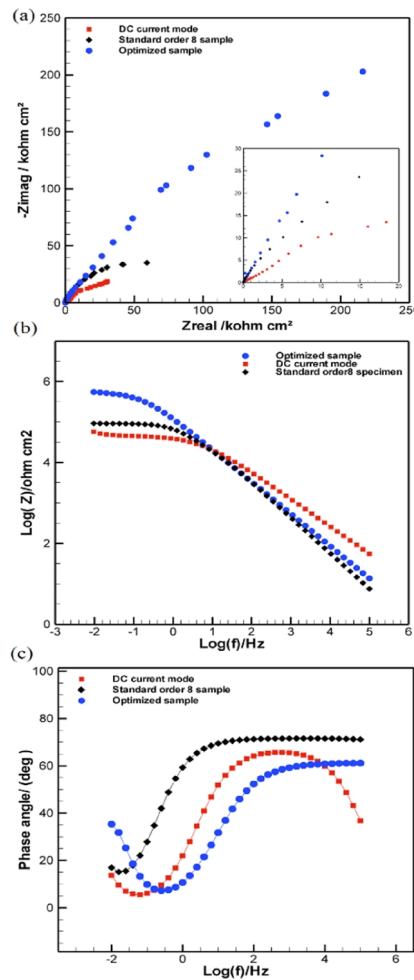 (a)
DC current mode
Standard order 8 sample
Optimized sample
250
200
150
100
50
0
-Zimag / kohm cm²
30
25
20
15
10
5
0
0 5 10 15 20
0 50 100 150 200 250
Zreal /kohm cm²
(b)
Optimized sample
DC current mode
Standard order8 specimen
6
4
2
0
Log( Z)/ohm cm2
-3 -2 -1 0 1 2 3 4 5 6
Log(f)/Hz
(c)
DC current mode
Standard order 8 sample
Optimized sample
100
80
60
40
20
0
Phase angle/ (deg )
-2 0 2 4 6
Log(f)/Hz